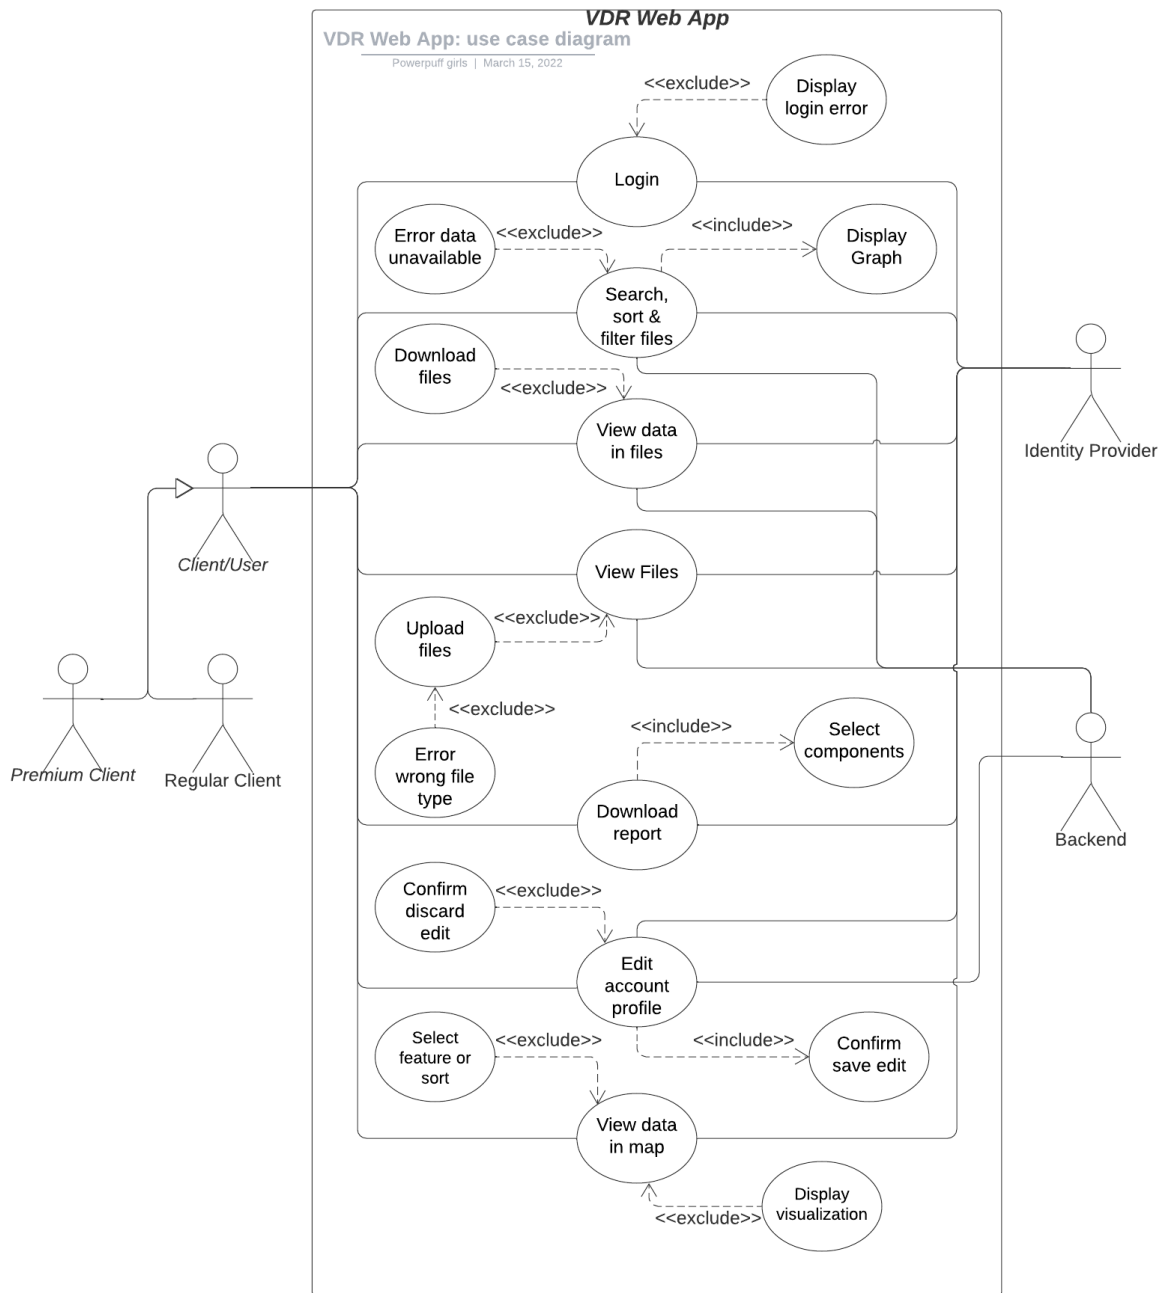 VDR Web App
VDR Web App: use case diagram
Powerpuff girls | March 15, 2022
<<exclude>>
Display
login error
Login
Error data
unavailable
<<exclude>>
<<include>>
Display
Graph
Search,
sort &
filter files
Download
files
<<exclude>>
View data
in files
Identity Provider
Client/User
View Files
Upload
files
<<exclude>>
<<exclude>>
Error
wrong file
type
<<include>>
Select
components
Premium Client
Regular Client
Download
report
Backend
Confirm
discard
edit
<<exclude>>
Edit
account
profile
Select
feature or
sort
<<exclude>>
<<include>>
Confirm
save edit
View data
in map
<<exclude>>
Display
visualization